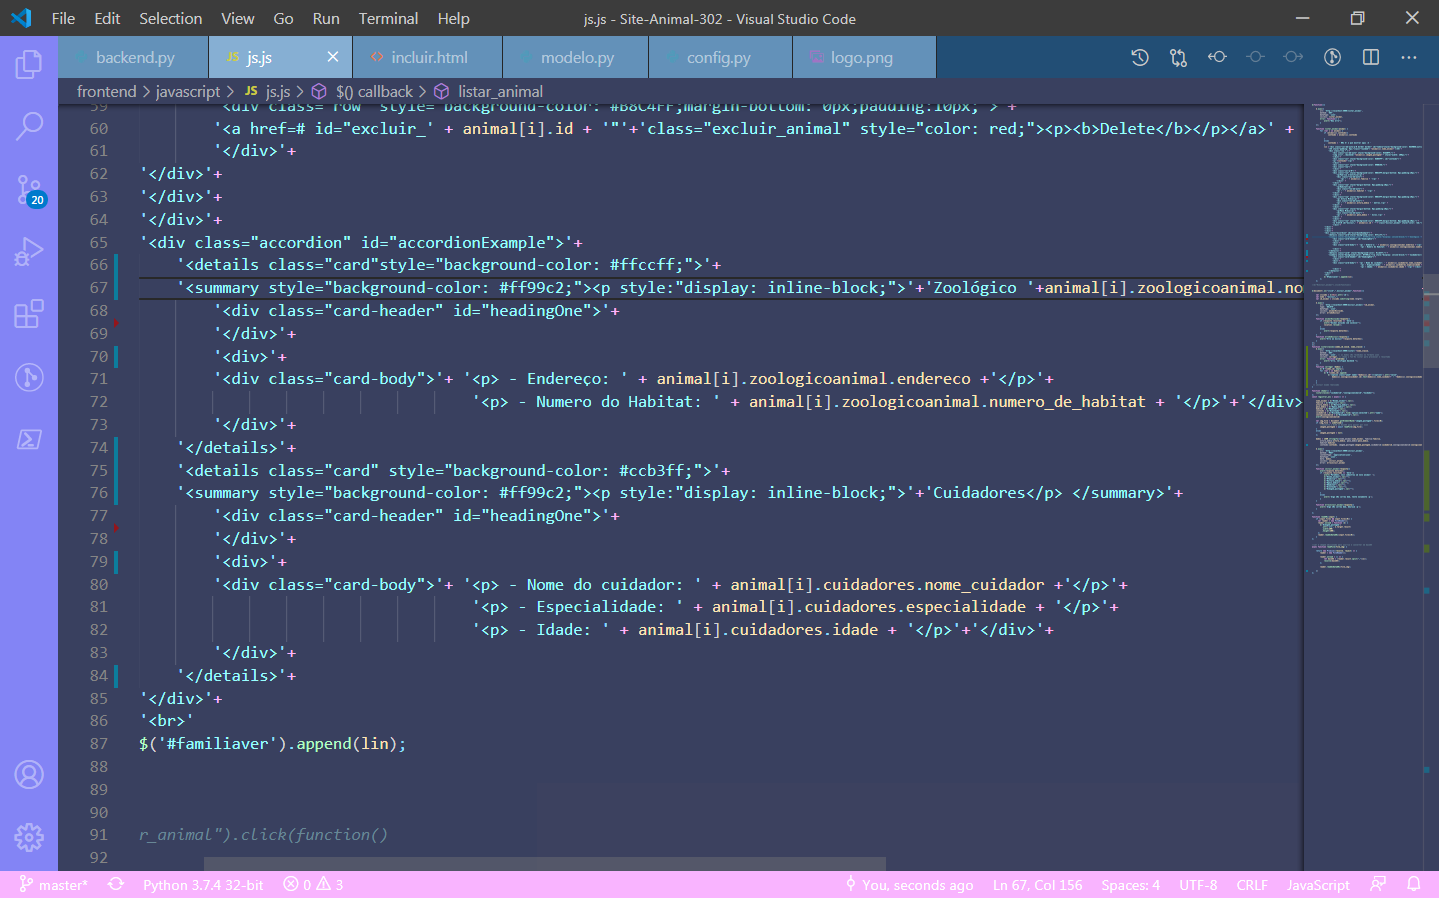 File Edit Selection View Go Run Terminal Help js.js - Site-Animal-302 - Visual Studio Code
backend.py JS js.js incluir.html modelo.py config.py logo.png
frontend > javascript > JS js.js > $() callback > listar_animal
59 '<div class="row" style="background-color: #B8C4FF;margin-bottom: 0px;padding:10px;">' +
60 '<a href=# id="excluir_' + animal[i].id + '"'+'class="excluir_animal" style="color: red;"><p><b>Delete</b></p></a>' +
61 '</div>'+
62 '</div>'+
63 '</div>'+
64 '</div>'+
65 '<div class="accordion" id="accordionExample">'+
66 '<details class="card"style="background-color: #ffccff;">'+
67 '<summary style="background-color: #ff99c2;"><p style:"display: inline-block;">'+'Zoológico '+animal[i].zoologicoanimal.no
68 '<div class="card-header" id="headingOne">'+
69 '</div>'+
70 '<div>'+
71 '<div class="card-body">'+ '<p> - Endereço: ' + animal[i].zoologicoanimal.endereco +'</p>'+
72 '<p> - Numero do Habitat: ' + animal[i].zoologicoanimal.numero_de_habitat + '</p>'+'</div>
73 '</div>'+
74 '</details>'+
75 '<details class="card" style="background-color: #ccb3ff;">'+
76 '<summary style="background-color: #ff99c2;"><p style:"display: inline-block;">'+'Cuidadores</p> </summary>'+
77 '<div class="card-header" id="headingOne">'+
78 '</div>'+
79 '<div>'+
80 '<div class="card-body">'+ '<p> - Nome do cuidador: ' + animal[i].cuidadores.nome_cuidador +'</p>'+
81 '<p> - Especialidade: ' + animal[i].cuidadores.especialidade + '</p>'+
82 '<p> - Idade: ' + animal[i].cuidadores.idade + '</p>'+'</div>'+
83 '</div>'+
84 '</details>'+
85 '</div>'+
86 '<br>'
87 $('#familiaver').append(lin);
88
89
90
91 r_animal").click(function()
92
20
master* Python 3.7.4 32-bit 0 3 You, seconds ago Ln 67, Col 156 Spaces: 4 UTF-8 CRLF JavaScript